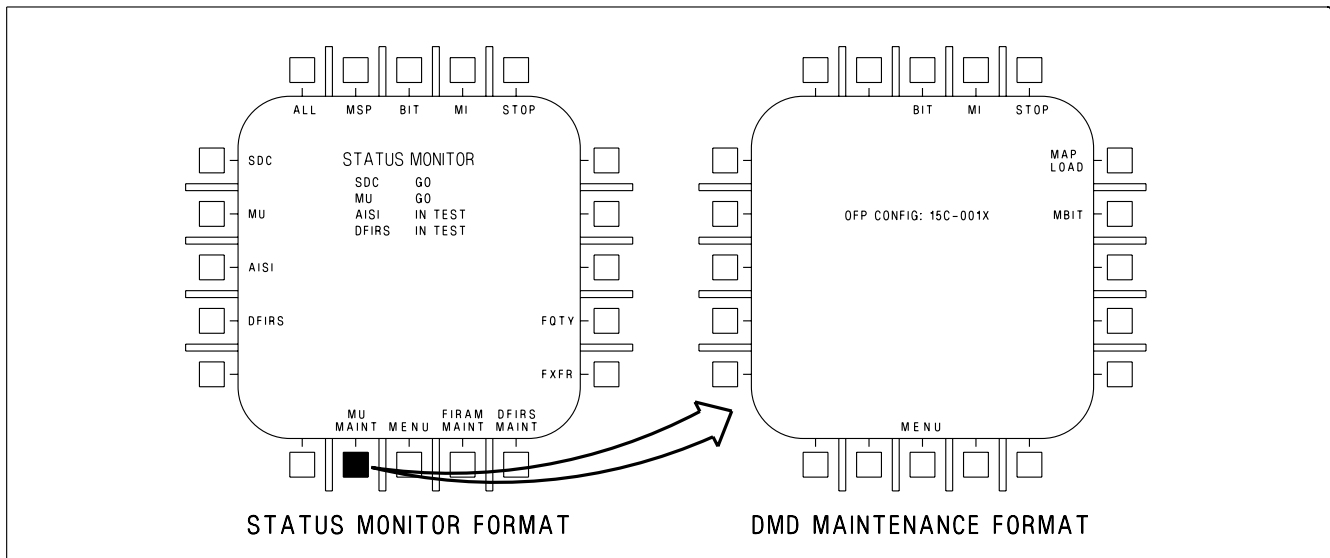 ALL MSP BIT MI STOP
SDC
MU
AISI
DFIRS
STATUS MONITOR
SDC GO
MU GO
AISI IN TEST
DFIRS IN TEST
FQTY
FXFR
MU MAINT
MENU
FIRAM MAINT
DFIRS MAINT
STATUS MONITOR FORMAT
BIT MI STOP
MAP
LOAD
MBIT
OFP CONFIG: 15C-001X
MENU
DMD MAINTENANCE FORMAT